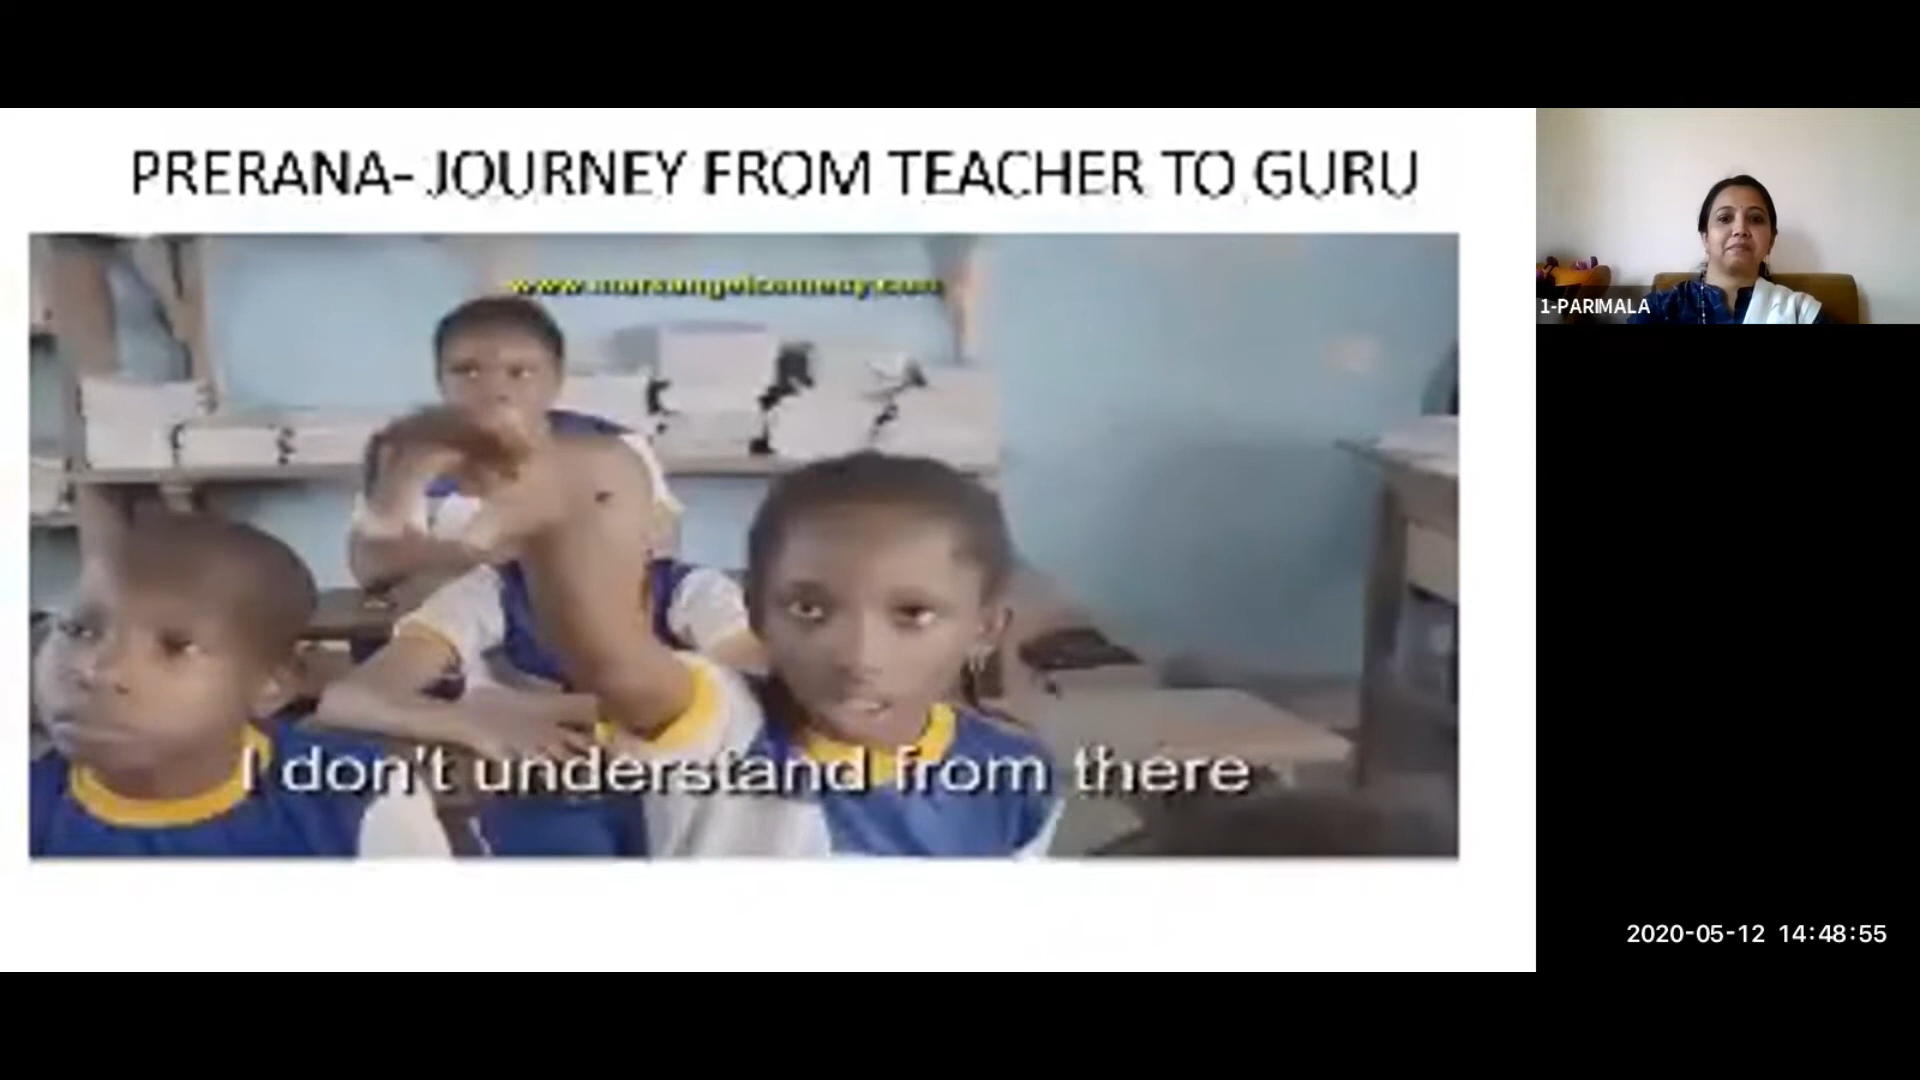 PRERANA- JOURNEY FROM TEACHER TO GURU
I don't understand from there
1-PARIMALA
2020-05-12 14:48:55